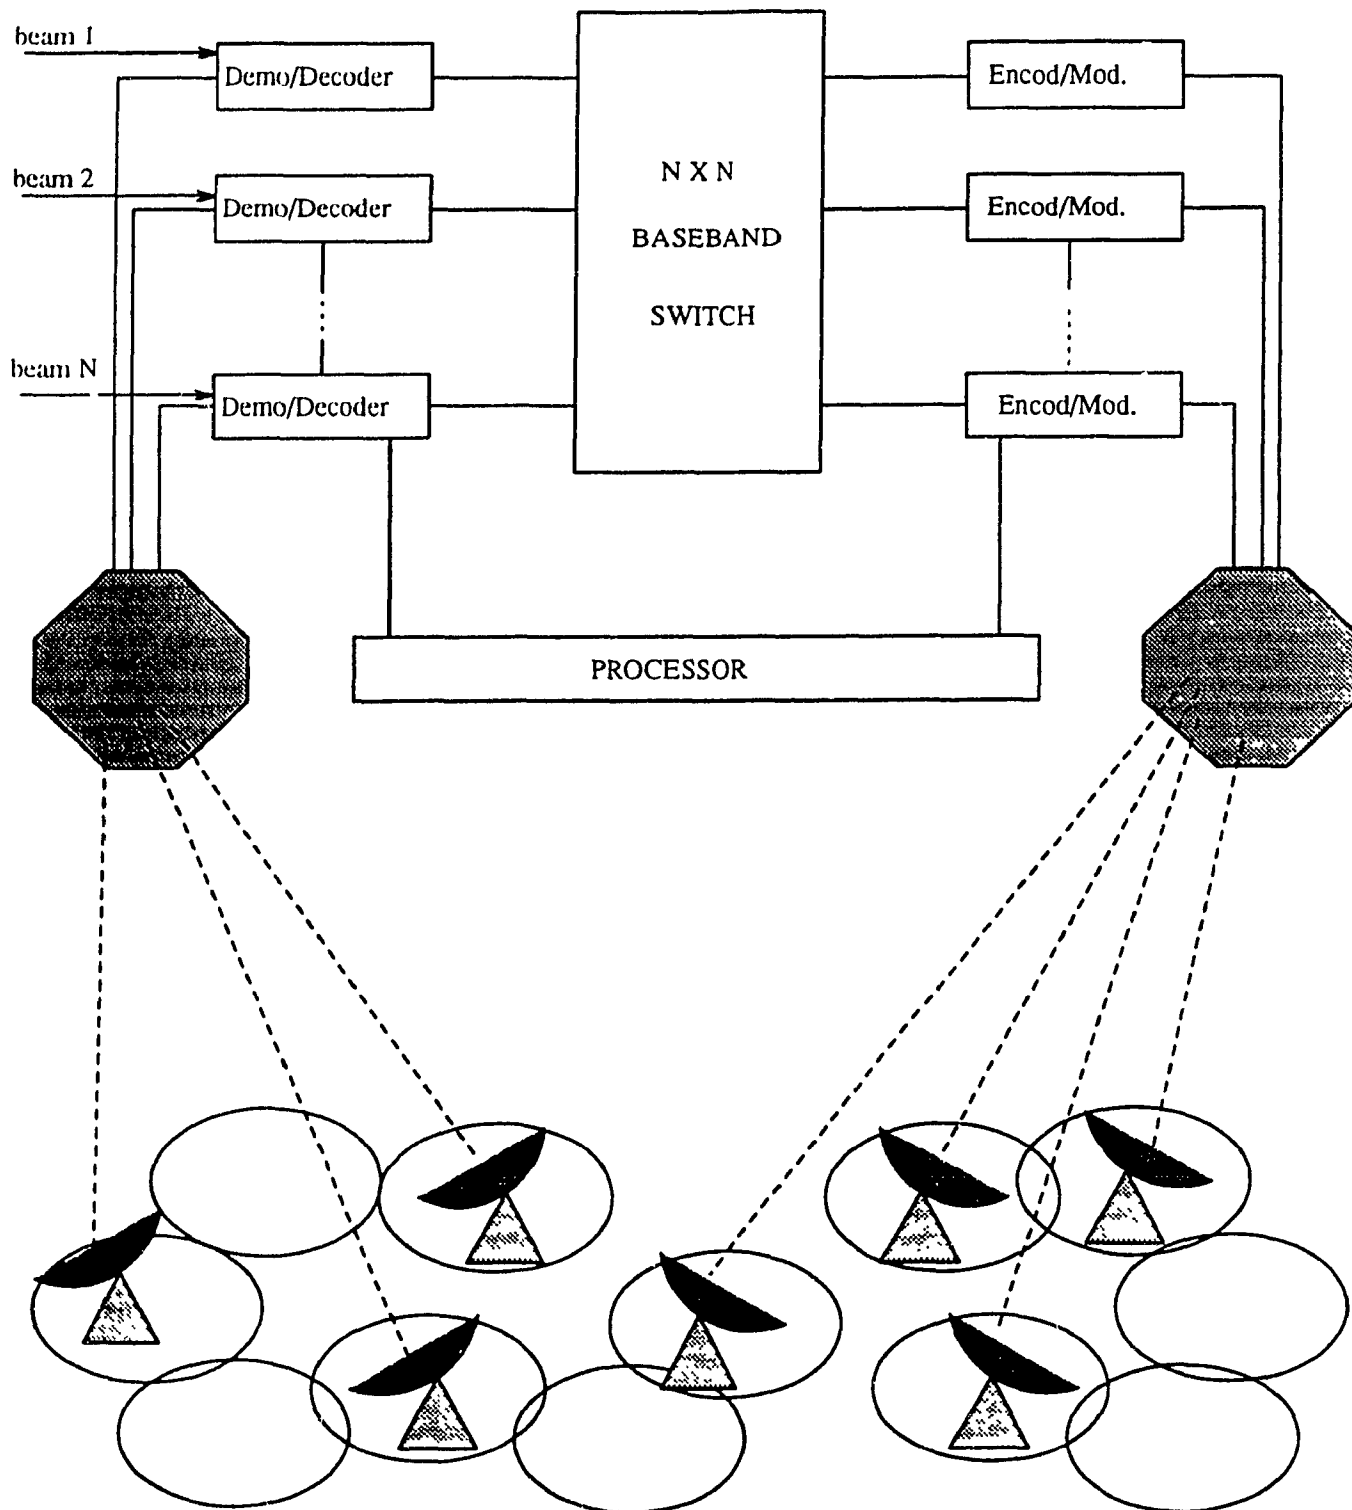 beam 1
Demo/Decoder
Encod/Mod.
beam 2
Demo/Decoder
Encod/Mod.
N X N
BASEBAND
SWITCH
beam N
Demo/Decoder
Encod/Mod.
PROCESSOR